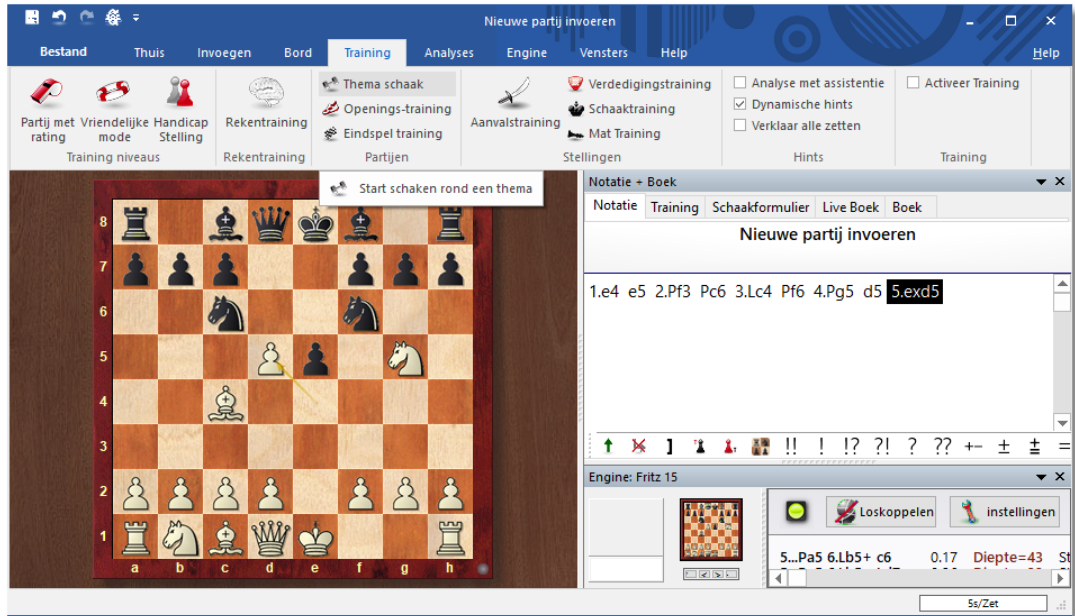 Nieuwe partij invoeren
Bestand Thuis Invoegen Bord Training Analyses Engine Vensters Help Help
Partij met rating
Vriendelijke mode
Handicap Stelling
Training niveaus
Rekentraining
Rekentraining
Thema schaak
Openings-training
Eindspel training
Partijen
Aanvalstraining
Verdedigingstraining
Schaaktraining
Mat Training
Stellingen
Analyse met assistentie
Dynamische hints
Verklaar alle zetten
Hints
Activeer Training
Training
Start schaken rond een thema
8
7
6
5
4
3
2
1
a b c d e f g h
Notatie + Boek
Notatie Training Schaakformulier Live Boek Boek
Nieuwe partij invoeren
1.e4 e5 2.Pf3 Pc6 3.Lc4 Pf6 4.Pg5 d5 5.exd5
] !! ! !? ?! ? ?? +− ± ⩲ =
Engine: Fritz 15
Loskoppelen
instellingen
5...Pa5 6.Lb5+ c6 0.17 Diepte=43 St
5s/Zet